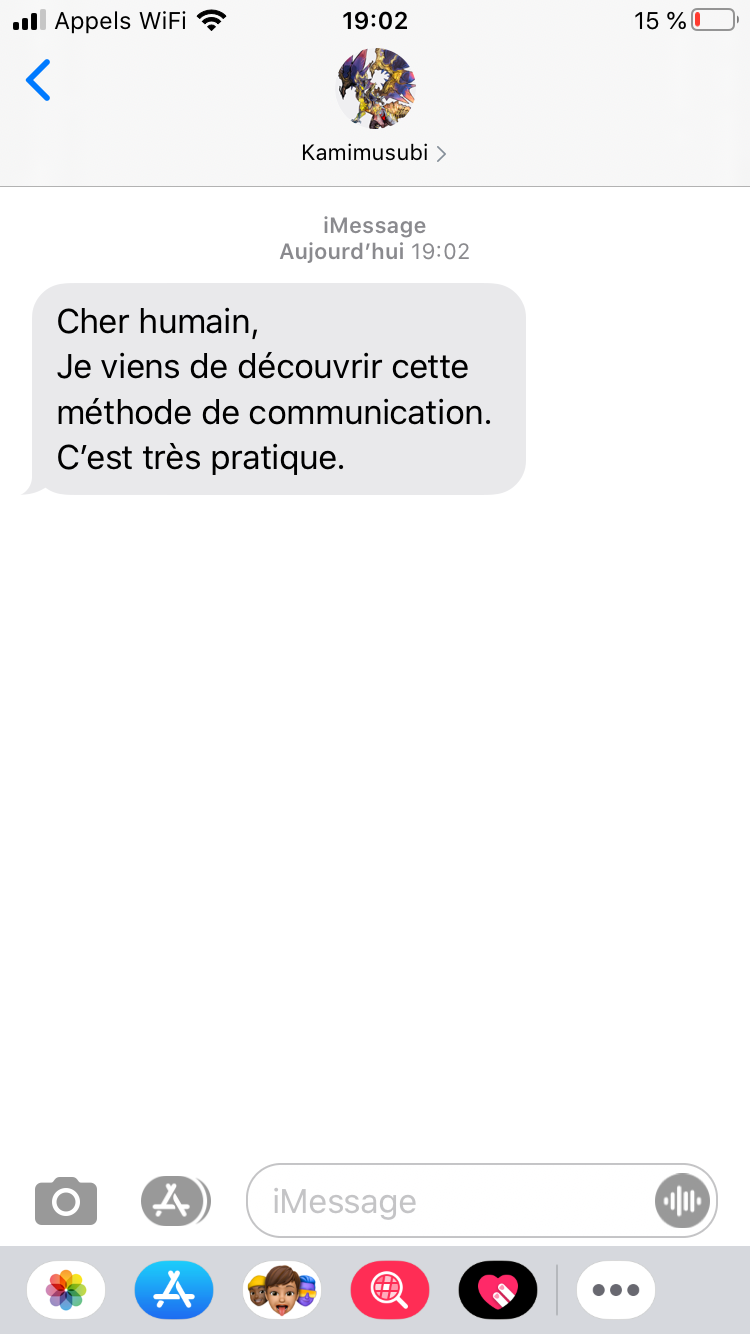 Appels WiFi 19:02 15 %
Kamimusubi
iMessage
Aujourd’hui 19:02
Cher humain,
Je viens de découvrir cette
méthode de communication.
C’est très pratique.
iMessage